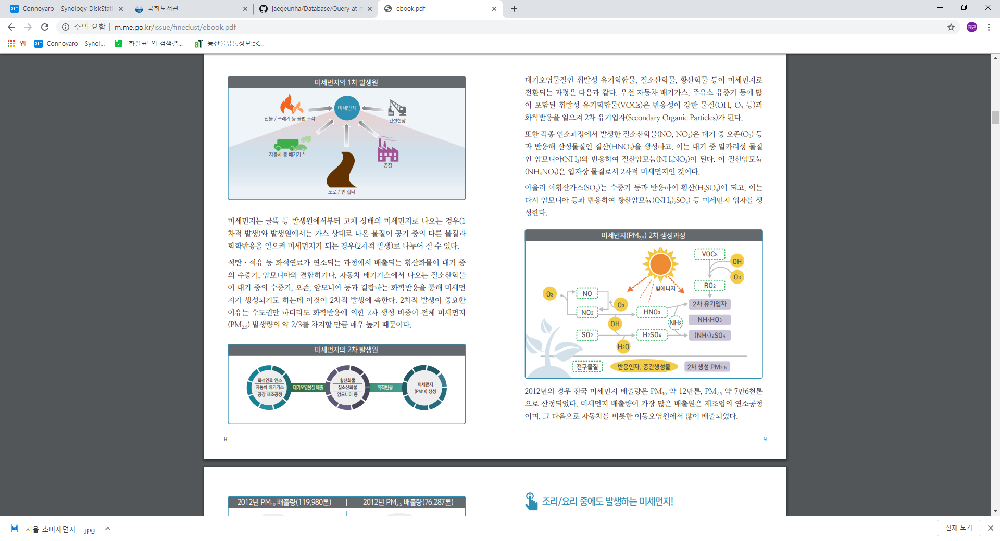 Connoyaro - Synology DiskStati
국회도서관
jaegeunha/Database/Query at m
ebook.pdf
주의 요함
m.me.go.kr/issue/finedust/ebook.pdf
재근
앱
Connoyaro - Synol...
'화살표' 의 검색결...
농산물유통정보:::K...
미세먼지의 1차 발생원
미세먼지
산불 / 쓰레기 등 불법 소각
건설현장
자동차 등 배기가스
공장
도로 / 빈 집터
미세먼지는 굴뚝 등 발생원에서부터 고체 상태의 미세먼지로 나오는 경우(1
차적 발생)와 발생원에서는 가스 상태로 나온 물질이 공기 중의 다른 물질과
화학반응을 일으켜 미세먼지가 되는 경우(2차적 발생)로 나누어 질 수 있다.
석탄 · 석유 등 화석연료가 연소되는 과정에서 배출되는 황산화물이 대기 중
의 수증기, 암모니아와 결합하거나, 자동차 배기가스에서 나오는 질소산화물
이 대기 중의 수증기, 오존, 암모니아 등과 결합하는 화학반응을 통해 미세먼
지가 생성되기도 하는데 이것이 2차적 발생에 속한다. 2차적 발생이 중요한
이유는 수도권만 하더라도 화학반응에 의한 2차 생성 비중이 전체 미세먼지
(PM2.5) 발생량의 약 2/3를 차지할 만큼 매우 높기 때문이다.
미세먼지의 2차 발생원
화석연료 연소
자동차 배기가스
공장 제조공정
대기오염물질 배출
황산화물
질소산화물
암모니아 등
화학반응
미세먼지
(PM2.5) 생성
8
대기오염물질인 휘발성 유기화합물, 질소산화물, 황산화물 등이 미세먼지로
전환되는 과정은 다음과 같다. 우선 자동차 배기가스, 주유소 유증기 등에 많
이 포함된 휘발성 유기화합물(VOCs)은 반응성이 강한 물질(OH, O3 등)과
화학반응을 일으켜 2차 유기입자(Secondary Organic Particles)가 된다.
또한 각종 연소과정에서 발생한 질소산화물(NO, NO2)은 대기 중 오존(O3) 등
과 반응해 산성물질인 질산(HNO3)을 생성하고, 이는 대기 중 알카리성 물질
인 암모니아(NH3)와 반응하여 질산암모늄(NH4NO3)이 된다. 이 질산암모늄
(NH4NO3)은 입자상 물질로서 2차적 미세먼지인 것이다.
아울러 아황산가스(SO2)는 수증기 등과 반응하여 황산(H2SO4)이 되고, 이는
다시 암모니아 등과 반응하여 황산암모늄((NH4)2SO4) 등 미세먼지 입자를 생
성한다.
미세먼지(PM2.5) 2차 생성과정
VOCs
OH
O3
RO2
빛에너지
O3
NO
O3
2차 유기입자
NO2
HNO3
NH4HO3
OH
NH3
SO2
H2SO4
(NH4)2SO4
H2O
전구물질
반응인자, 중간생성물
2차 생성 PM2.5
2012년의 경우 전국 미세먼지 배출량은 PM10 약 12만톤, PM2.5 약 7만6천톤
으로 산정되었다. 미세먼지 배출량이 가장 많은 배출원은 제조업의 연소공정
이며, 그 다음으로 자동차를 비롯한 이동오염원에서 많이 배출되었다.
9
2012년 PM10 배출량(119,980톤) | 2012년 PM2.5 배출량(76,287톤)
조리/요리 중에도 발생하는 미세먼지!
서울_초미세먼지_....jpg
전체 보기